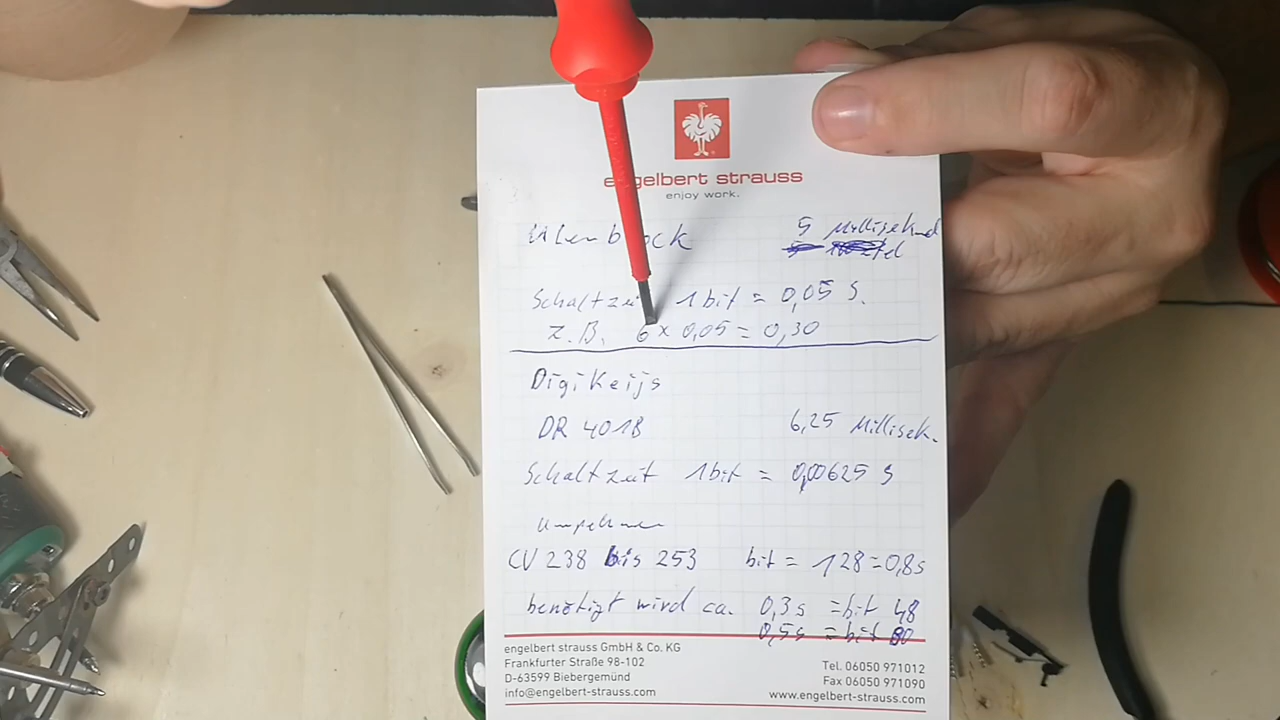 engelbert strauss
enjoy work.
5 Millisekund
Schaltzeit 1 bit = 0,05 s.
z.B. 6 x 0,05 = 0,30
DigiKeijs
DR 4018 6,25 Millisek.
Schaltzeit 1 bit = 0,00625 s
CV 238 bis 253 bit = 128 = 0,8s
benötigt wird ca. 0,3s = bit 48
0,5s = bit 80
engelbert strauss GmbH & Co. KG
Frankfurter Straße 98-102
D-63599 Biebergemünd
info@engelbert-strauss.com
Tel. 06050 971012
Fax 06050 971090
www.engelbert-strauss.com